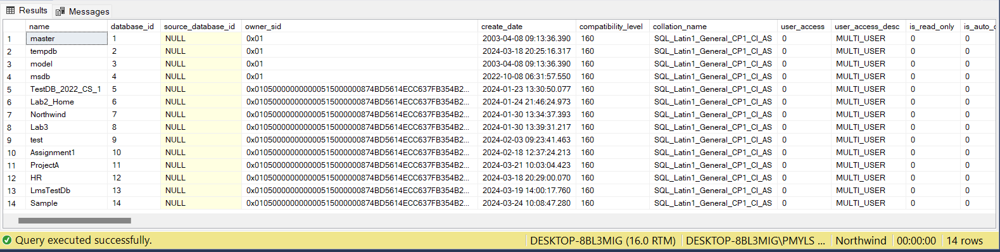 Results Messages
name database_id source_database_id owner_sid create_date compatibility_level collation_name user_access user_access_desc is_read_only is_auto_c
1 master 1 NULL 0x01 2003-04-08 09:13:36.390 160 SQL_Latin1_General_CP1_CI_AS 0 MULTI_USER 0 0
2 tempdb 2 NULL 0x01 2024-03-18 20:25:16.317 160 SQL_Latin1_General_CP1_CI_AS 0 MULTI_USER 0 0
3 model 3 NULL 0x01 2003-04-08 09:13:36.390 160 SQL_Latin1_General_CP1_CI_AS 0 MULTI_USER 0 0
4 msdb 4 NULL 0x01 2022-10-08 06:31:57.550 160 SQL_Latin1_General_CP1_CI_AS 0 MULTI_USER 0 0
5 TestDB_2022_CS_1 5 NULL 0x010500000000000515000000874BD5614ECC637FB354B2... 2024-01-23 13:30:50.077 160 SQL_Latin1_General_CP1_CI_AS 0 MULTI_USER 0 0
6 Lab2_Home 6 NULL 0x010500000000000515000000874BD5614ECC637FB354B2... 2024-01-24 21:46:24.973 160 SQL_Latin1_General_CP1_CI_AS 0 MULTI_USER 0 0
7 Northwind 7 NULL 0x010500000000000515000000874BD5614ECC637FB354B2... 2024-01-30 13:34:37.393 160 SQL_Latin1_General_CP1_CI_AS 0 MULTI_USER 0 0
8 Lab3 8 NULL 0x010500000000000515000000874BD5614ECC637FB354B2... 2024-01-30 13:39:31.217 160 SQL_Latin1_General_CP1_CI_AS 0 MULTI_USER 0 0
9 test 9 NULL 0x010500000000000515000000874BD5614ECC637FB354B2... 2024-02-03 09:23:41.463 160 SQL_Latin1_General_CP1_CI_AS 0 MULTI_USER 0 0
10 Assignment1 10 NULL 0x010500000000000515000000874BD5614ECC637FB354B2... 2024-02-18 12:37:24.213 160 SQL_Latin1_General_CP1_CI_AS 0 MULTI_USER 0 0
11 ProjectA 11 NULL 0x010500000000000515000000874BD5614ECC637FB354B2... 2024-03-21 10:03:04.423 160 SQL_Latin1_General_CP1_CI_AS 0 MULTI_USER 0 0
12 HR 12 NULL 0x010500000000000515000000874BD5614ECC637FB354B2... 2024-03-18 20:29:00.070 160 SQL_Latin1_General_CP1_CI_AS 0 MULTI_USER 0 0
13 LmsTestDb 13 NULL 0x010500000000000515000000874BD5614ECC637FB354B2... 2024-03-19 14:00:17.760 160 SQL_Latin1_General_CP1_CI_AS 0 MULTI_USER 0 0
14 Sample 14 NULL 0x010500000000000515000000874BD5614ECC637FB354B2... 2024-03-24 10:08:47.280 160 SQL_Latin1_General_CP1_CI_AS 0 MULTI_USER 0 0
Query executed successfully. DESKTOP-8BL3MIG (16.0 RTM) DESKTOP-8BL3MIG\PMYLS ... Northwind 00:00:00 14 rows